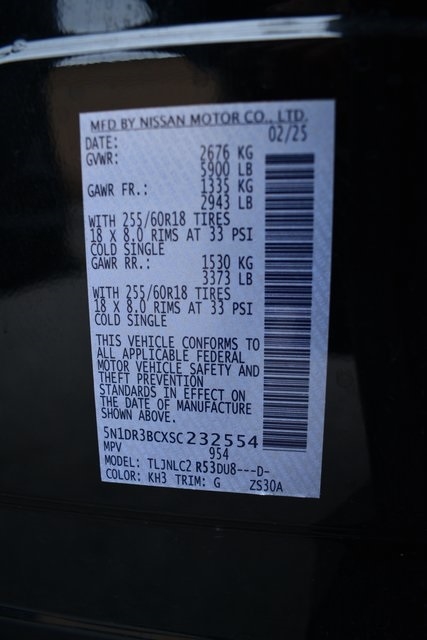 MFD BY NISSAN MOTOR CO., LTD.
DATE: 02/25
GVWR: 2676 KG
5900 LB
GAWR FR.: 1335 KG
2943 LB
WITH 255/60R18 TIRES
18 X 8.0 RIMS AT 33 PSI
COLD SINGLE
GAWR RR.: 1530 KG
3373 LB
WITH 255/60R18 TIRES
18 X 8.0 RIMS AT 33 PSI
COLD SINGLE
THIS VEHICLE CONFORMS TO
ALL APPLICABLE FEDERAL
MOTOR VEHICLE SAFETY AND
THEFT PREVENTION
STANDARDS IN EFFECT ON
THE DATE OF MANUFACTURE
SHOWN ABOVE.
5N1DR3BCXSC232554
MPV 954
MODEL: TLJNLC2 R53DU8---D-
COLOR: KH3 TRIM: G ZS30A